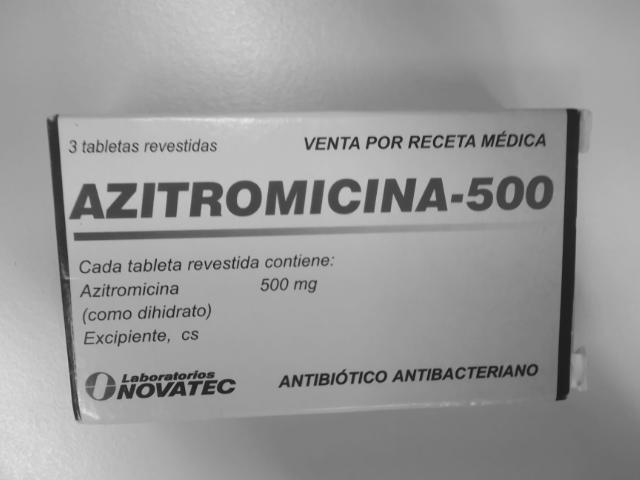 3 tabletas revestidas
VENTA POR RECETA MÉDICA
AZITROMICINA-500
Cada tableta revestida contiene:
Azitromicina 500 mg
(como dihidrato)
Excipiente, cs
Laboratorios
NOVATEC
ANTIBIÓTICO ANTIBACTERIANO